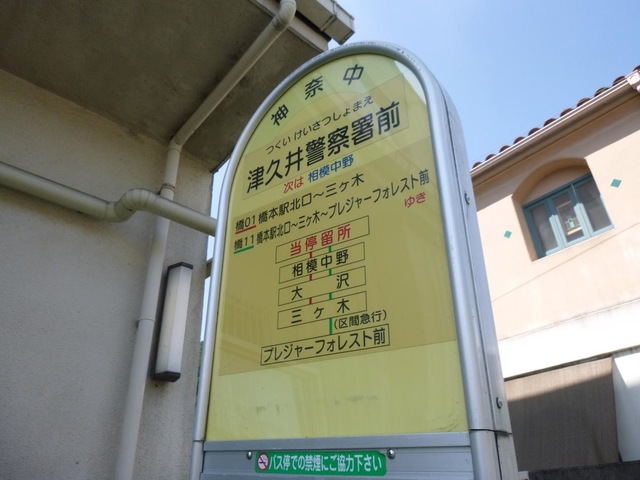 神奈中
つくいけいさつしょまえ
津久井警察署前
次は 相模中野
橋01 橋本駅北口～三ヶ木
橋11 橋本駅北口～三ヶ木～プレジャーフォレスト前
ゆき
当停留所
相模中野
大沢
三ヶ木
(区間急行)
プレジャーフォレスト前
バス停での禁煙にご協力下さい